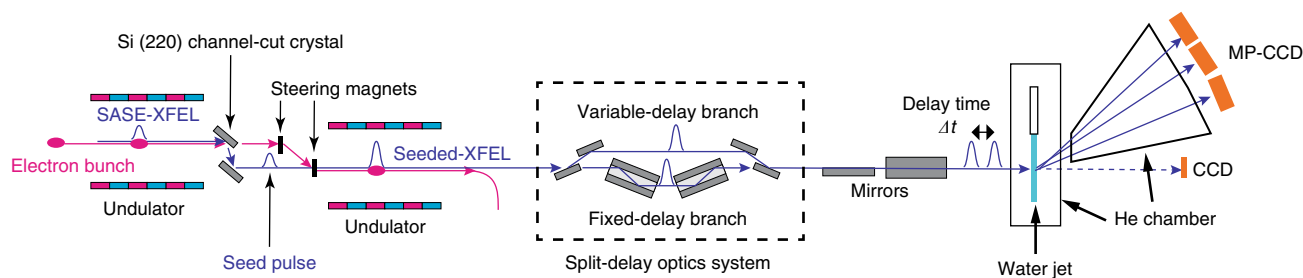 Si (220) channel-cut crystal
Steering magnets
SASE-XFEL
Electron bunch
Undulator
Seed pulse
Seeded-XFEL
Undulator
Variable-delay branch
Fixed-delay branch
Split-delay optics system
Mirrors
Delay time
Δt
Water jet
He chamber
MP-CCD
CCD